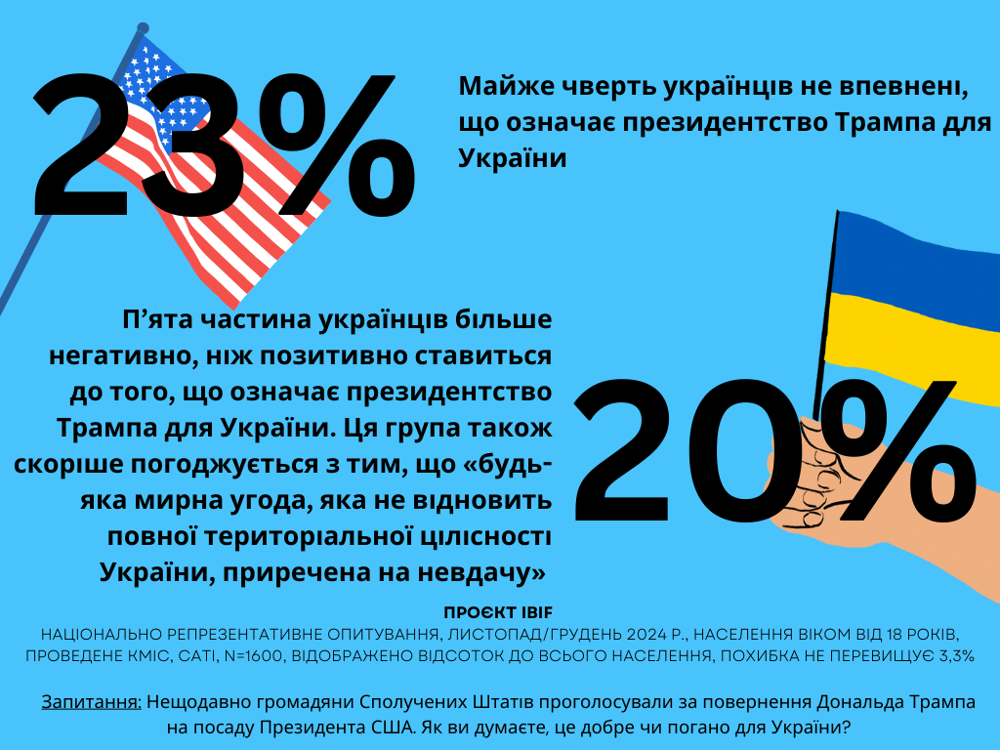 23%
Майже чверть українців не впевнені,
що означає президентство Трампа для
України
П’ята частина українців більше
негативно, ніж позитивно ставиться
до того, що означає президентство
Трампа для України. Ця група також
скоріше погоджується з тим, що «будь-
яка мирна угода, яка не відновить
повної територіальної цілісності
України, приречена на невдачу»
20%
ПРОЄКТ IBIF
НАЦІОНАЛЬНО РЕПРЕЗЕНТАТИВНЕ ОПИТУВАННЯ, ЛИСТОПАД/ГРУДЕНЬ 2024 Р., НАСЕЛЕННЯ ВІКОМ ВІД 18 РОКІВ,
ПРОВЕДЕНЕ КМІС, CATI, N=1600, ВІДОБРАЖЕНО ВІДСОТОК ДО ВСЬОГО НАСЕЛЕННЯ, ПОХИБКА НЕ ПЕРЕВИЩУЄ 3,3%
Запитання: Нещодавно громадяни Сполучених Штатів проголосували за повернення Дональда Трампа
на посаду Президента США. Як ви думаєте, це добре чи погано для України?